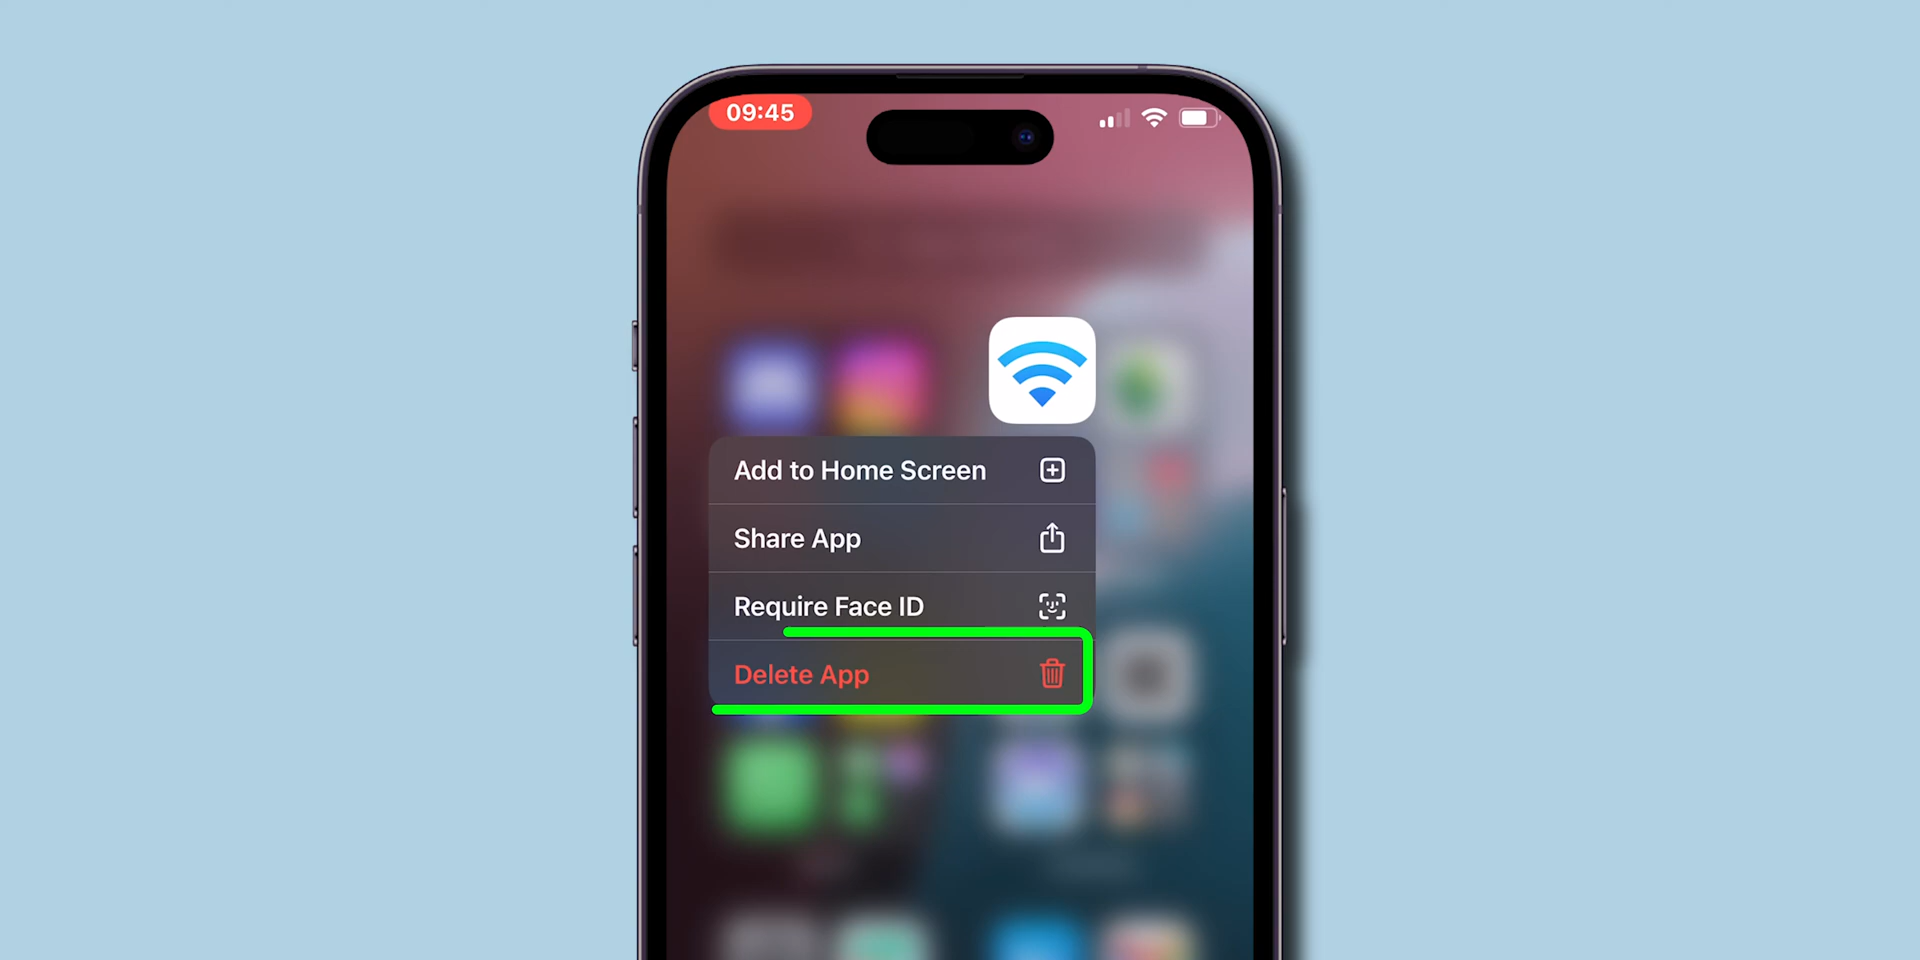 09:45
Add to Home Screen
Share App
Require Face ID
Delete App